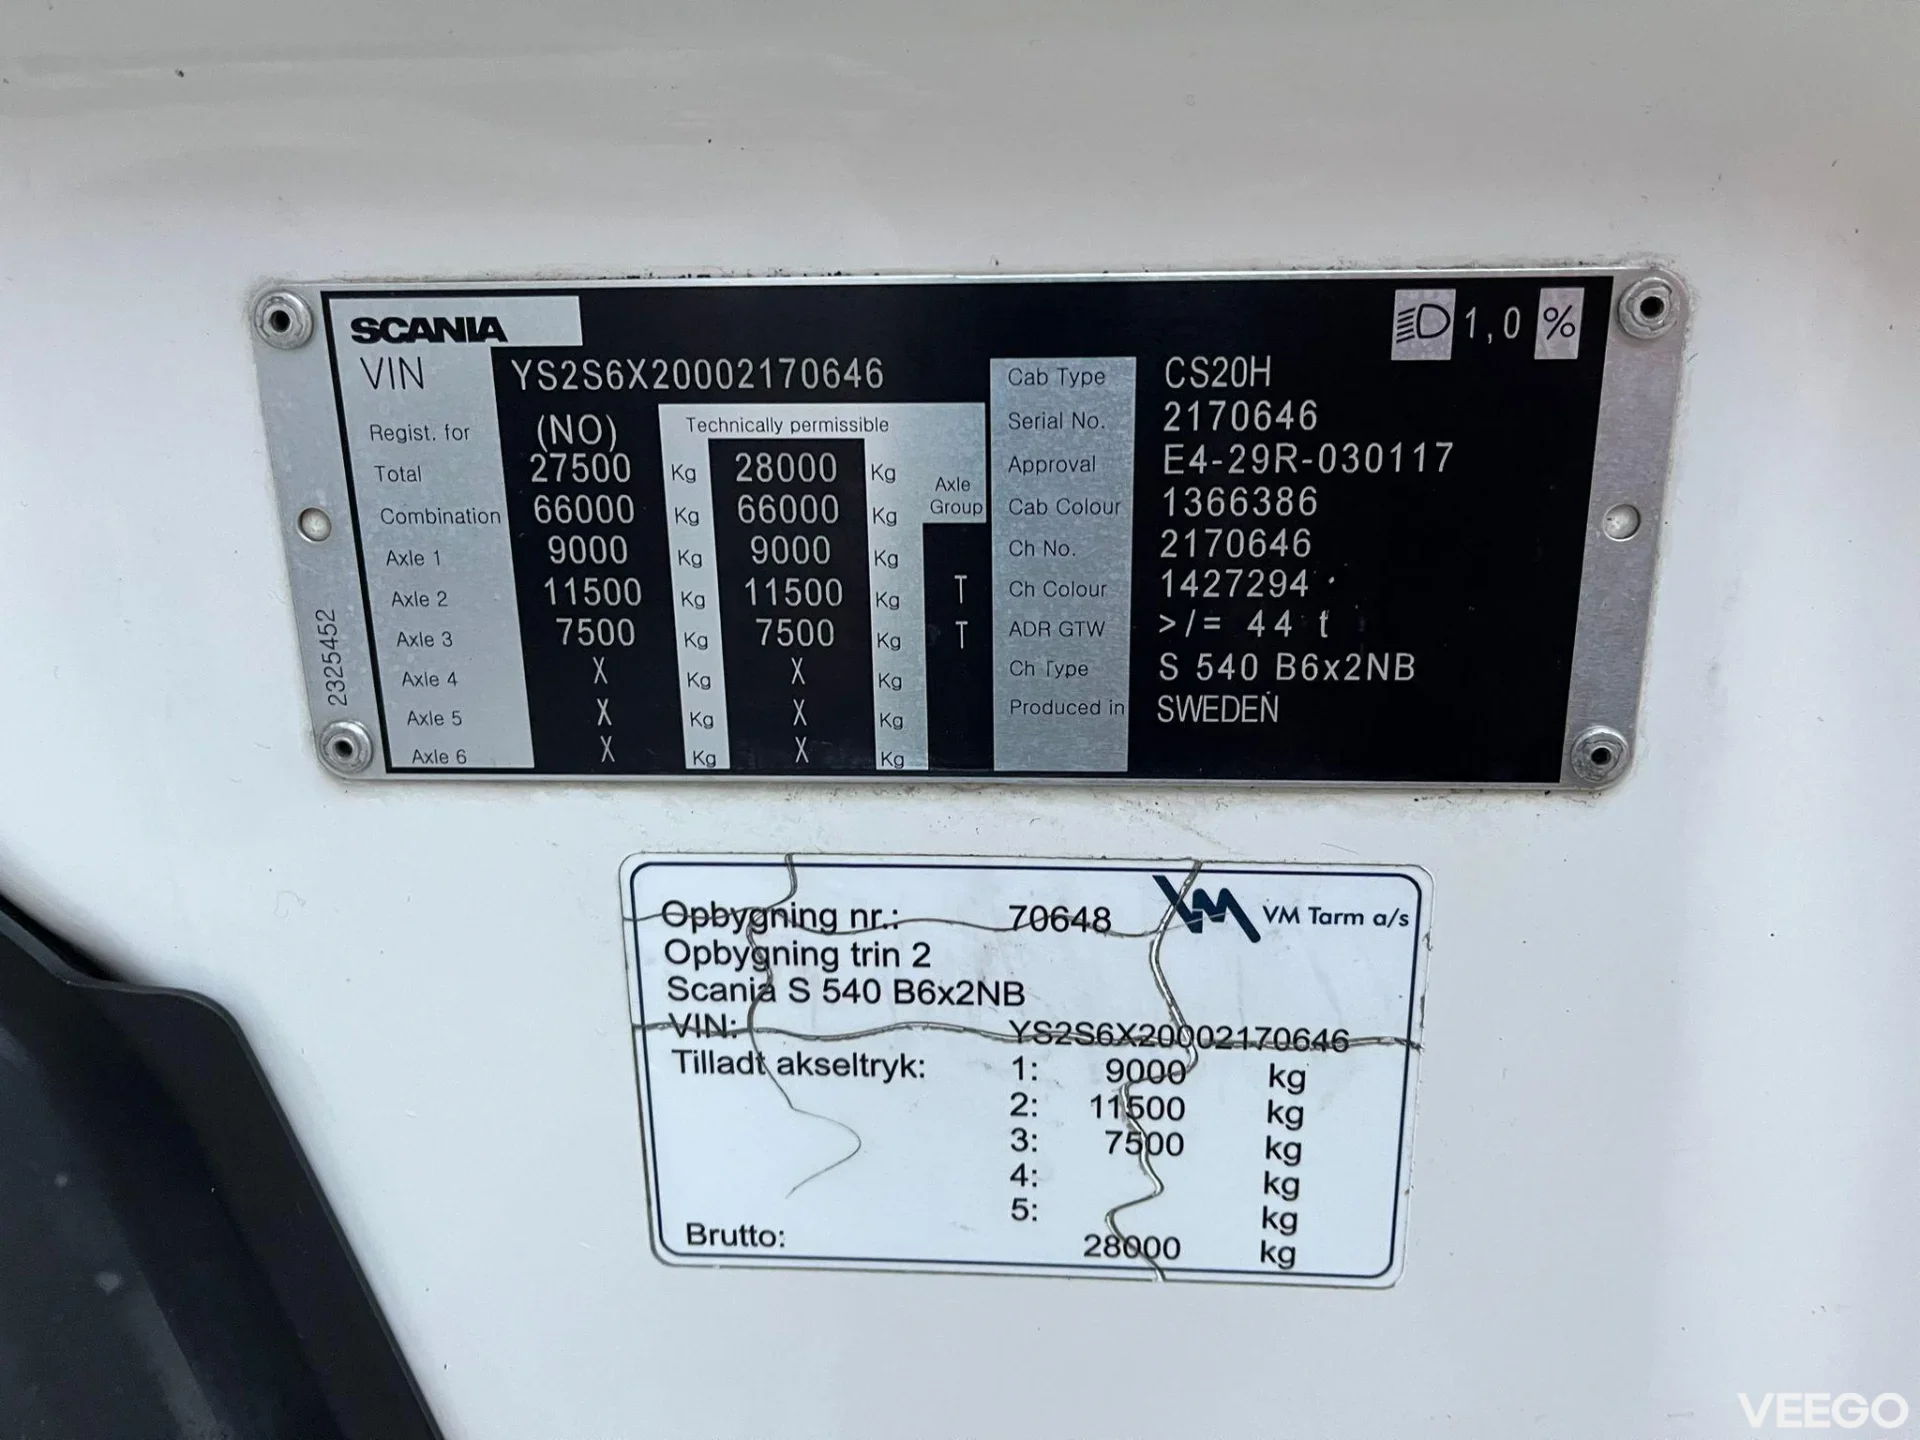 SCANIA
1,0 %
VIN YS2S6X20002170646
Regist. for (NO) Technically permissible
Total 27500 Kg 28000 Kg
Combination 66000 Kg 66000 Kg
Axle Group
Axle 1 9000 Kg 9000 Kg
Axle 2 11500 Kg 11500 Kg T
Axle 3 7500 Kg 7500 Kg T
Axle 4 X Kg X Kg
Axle 5 X Kg X Kg
Axle 6 X Kg X Kg
Cab Type CS20H
Serial No. 2170646
Approval E4-29R-030117
Cab Colour 1366386
Ch No. 2170646
Ch Colour 1427294
ADR GTW >/= 44 t
Ch Type S 540 B6x2NB
Produced in SWEDEN
2325452
Opbygning nr.: 70648 VM VM Tarm a/s
Opbygning trin 2
Scania S 540 B6x2NB
VIN: YS2S6X20002170646
Tilladt akseltryk: 1: 9000 kg
2: 11500 kg
3: 7500 kg
4: kg
5: kg
Brutto: 28000 kg
VEEGO